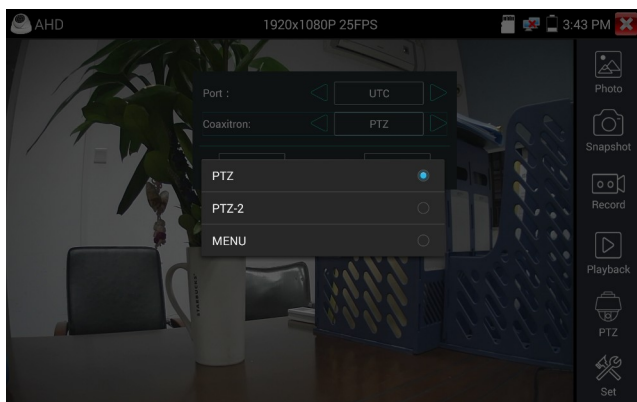 AHD
1920x1080P 25FPS
3:43 PM
Port :
UTC
Coaxitron:
PTZ
PTZ
PTZ-2
MENU
Photo
Snapshot
Record
Playback
PTZ
Set